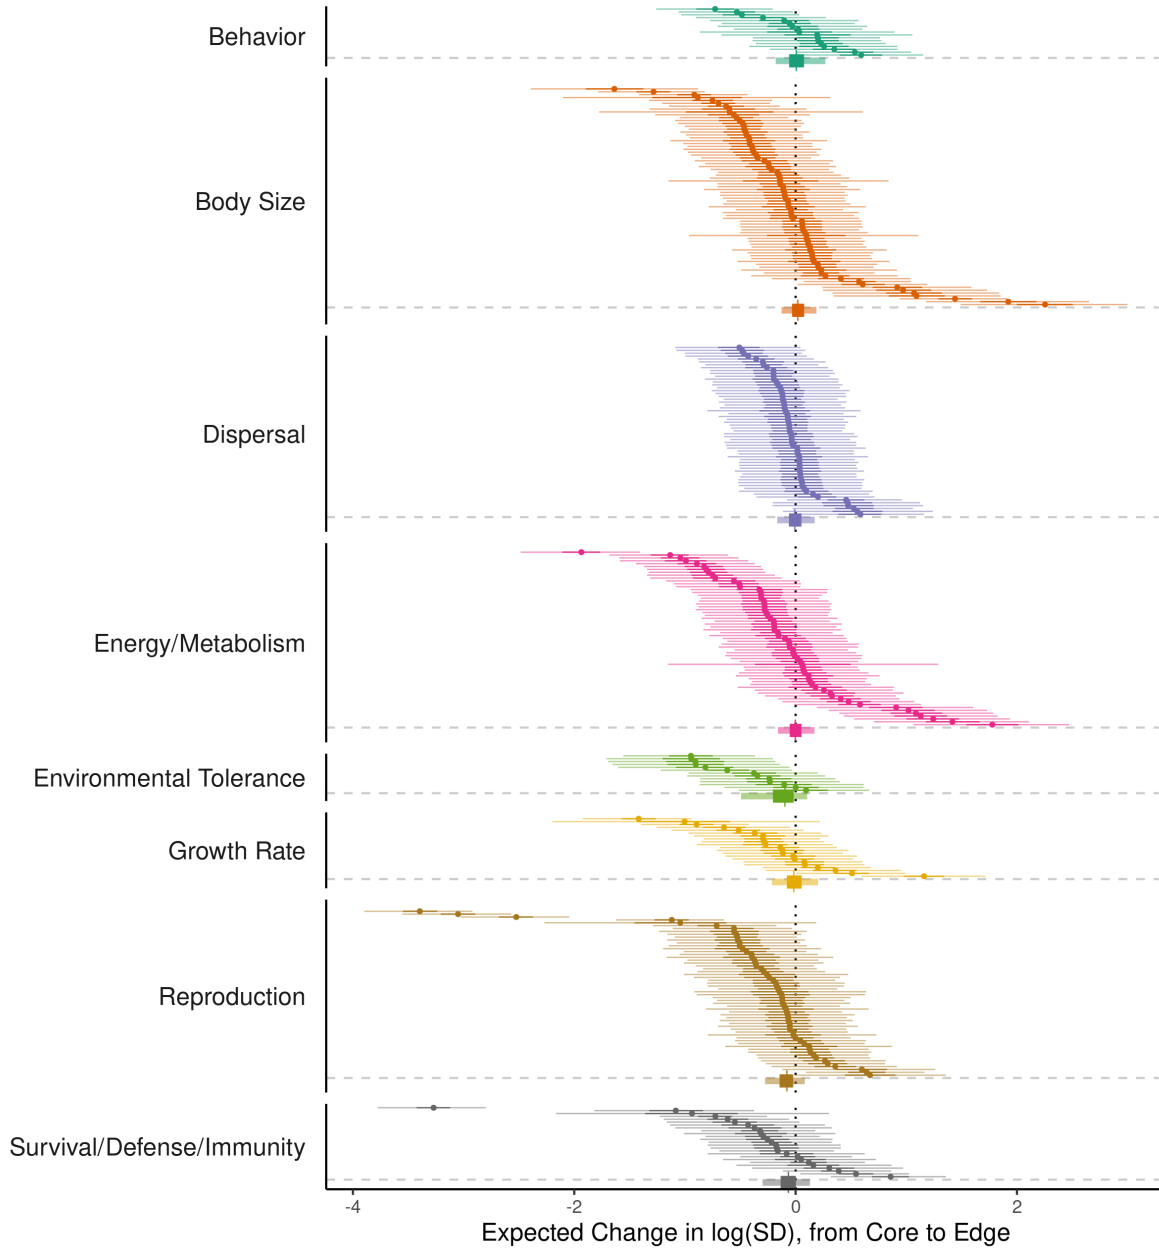 Behavior
Body Size
Dispersal
Energy/Metabolism
Environmental Tolerance
Growth Rate
Reproduction
Survival/Defense/Immunity
-4 -2 0 2
Expected Change in log(SD), from Core to Edge